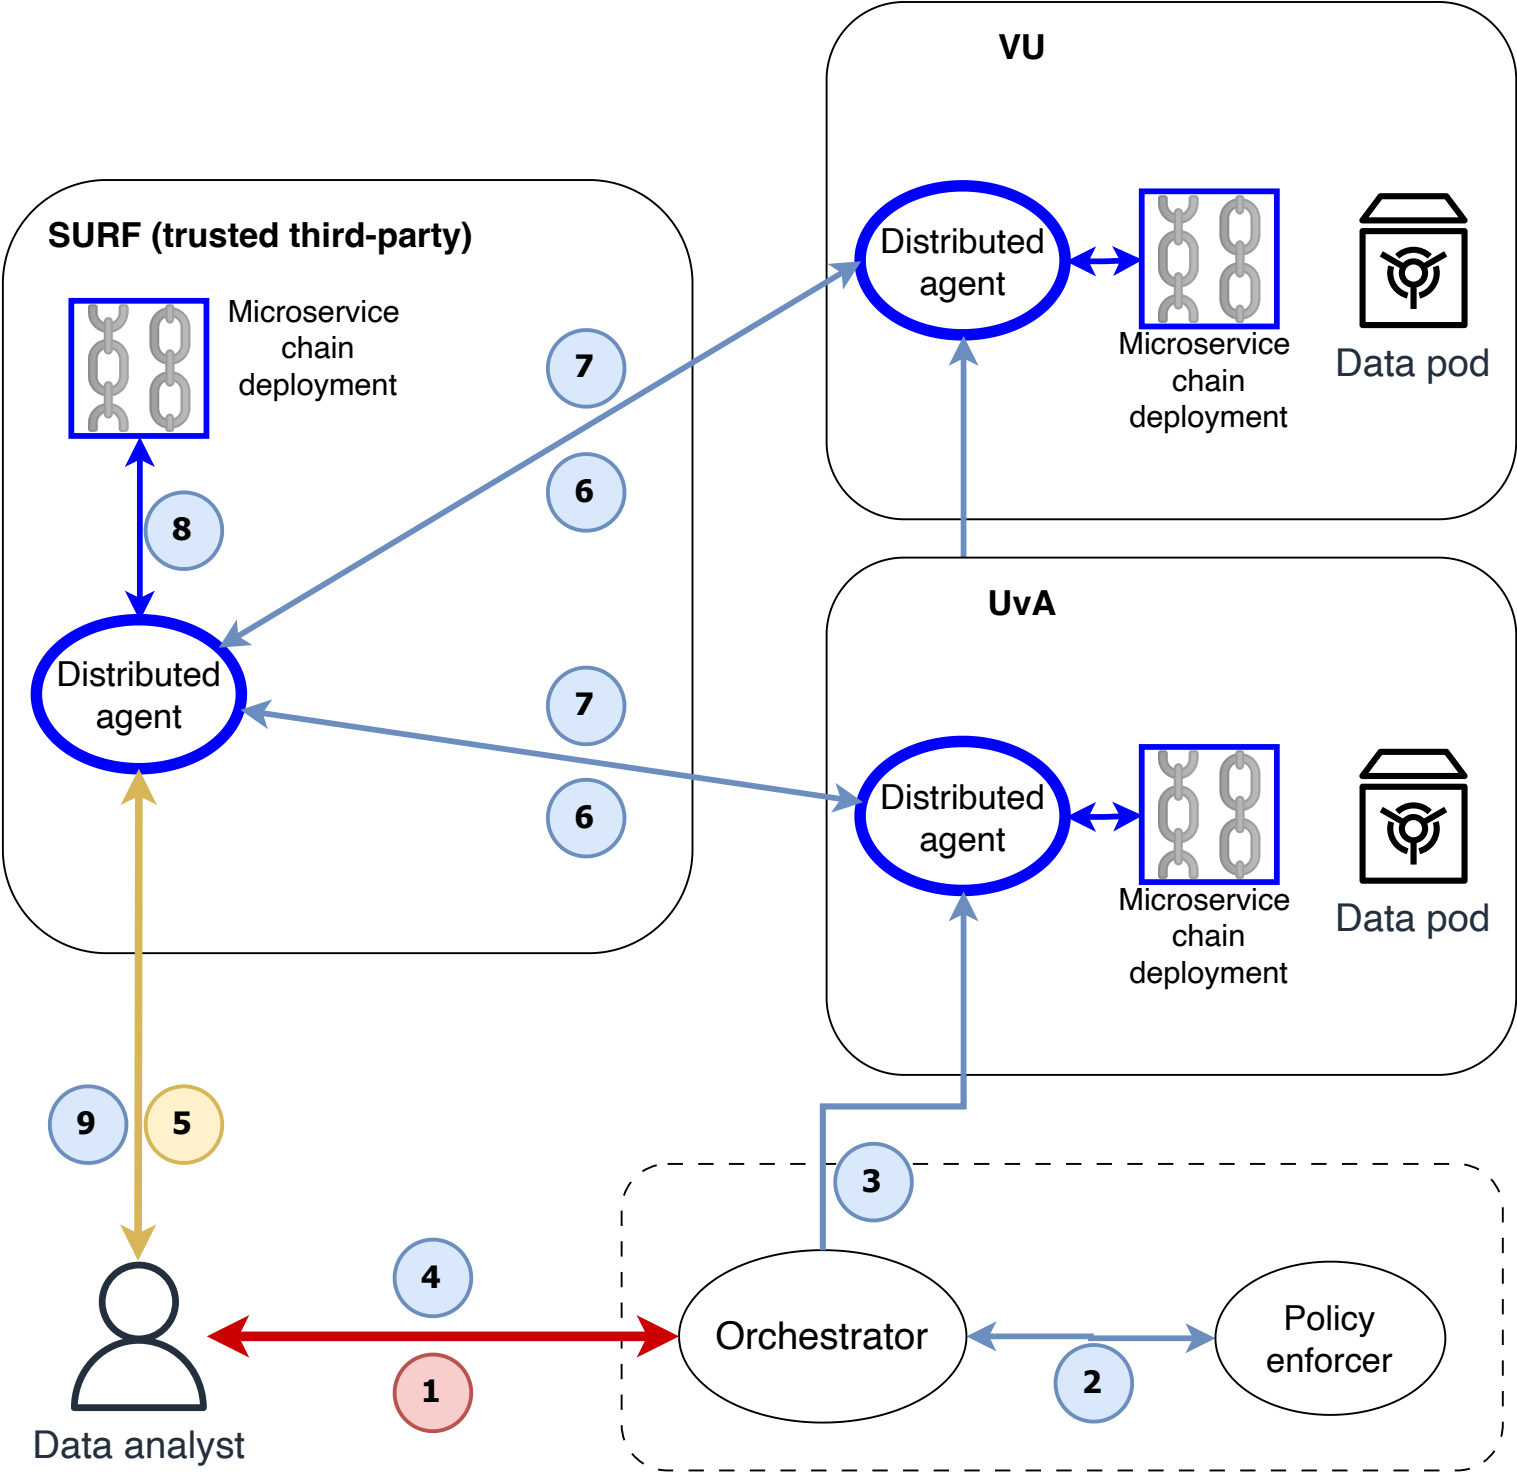 VU
Distributed
agent
Microservice
chain
deployment
Data pod
SURF (trusted third-party)
Microservice
chain
deployment
7
6
8
Distributed
agent
7
6
UvA
Distributed
agent
Microservice
chain
deployment
Data pod
9
5
3
4
1
Orchestrator
2
Policy
enforcer
Data analyst